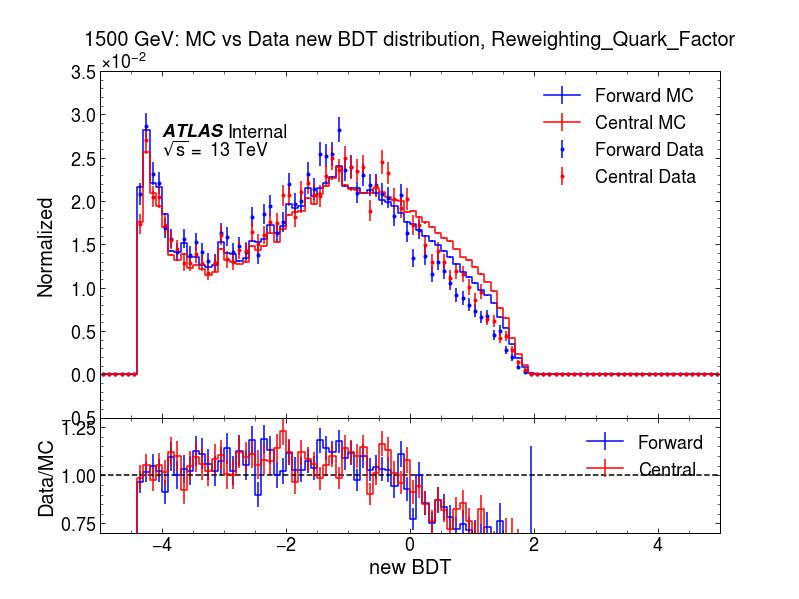 1500 GeV: MC vs Data new BDT distribution, Reweighting_Quark_Factor
×10⁻²
3.5
3.0
2.5
2.0
1.5
1.0
0.5
0.0
Normalized
ATLAS Internal
√s = 13 TeV
Forward MC
Central MC
Forward Data
Central Data
1.25
1.00
0.75
Data/MC
Forward
Central
−4
−2
0
2
4
new BDT